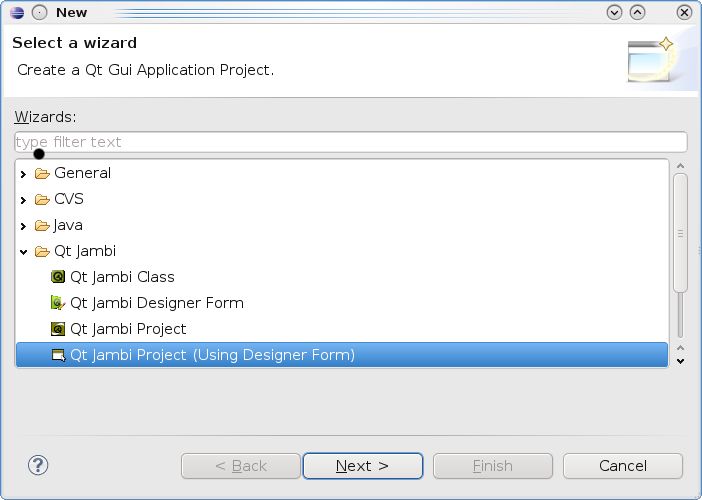 New
Select a wizard
Create a Qt Gui Application Project.
Wizards:
type filter text
General
CVS
Java
Qt Jambi
Qt Jambi Class
Qt Jambi Designer Form
Qt Jambi Project
Qt Jambi Project (Using Designer Form)
? < Back Next > Finish Cancel